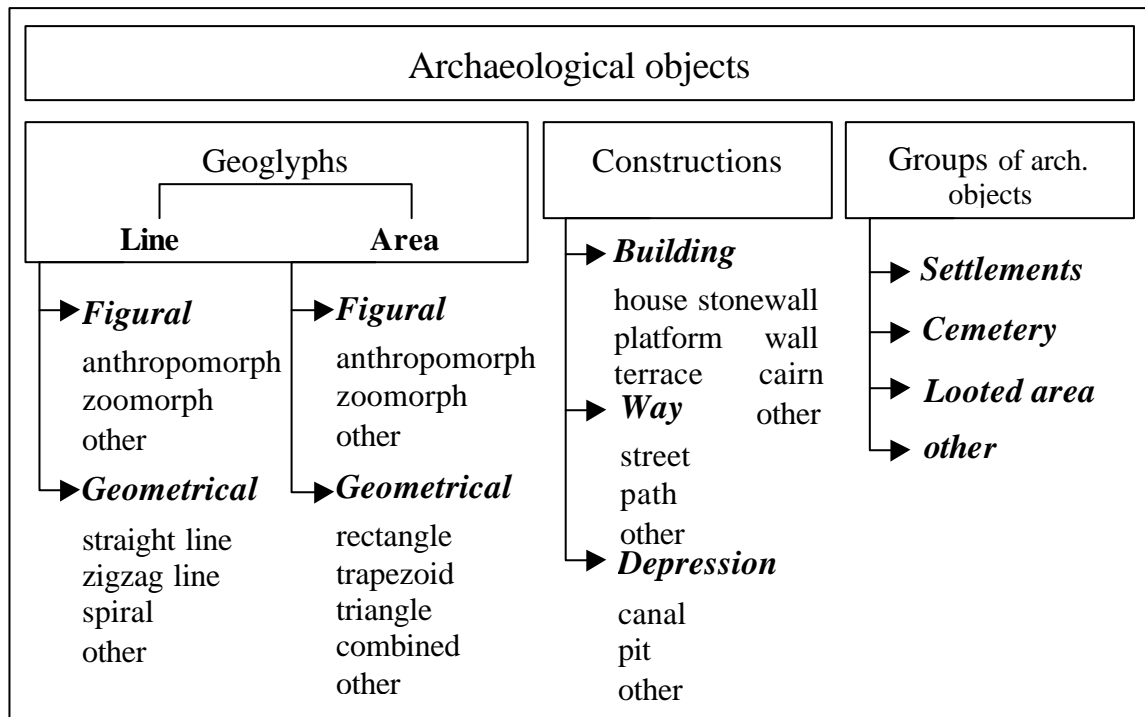 Archaeological objects
Geoglyphs
Line Area
Figural
anthropomorph
zoomorph
other
Geometrical
straight line
zigzag line
spiral
other
Figural
anthropomorph
zoomorph
other
Geometrical
rectangle
trapezoid
triangle
combined
other
Constructions
Building
house stonewall
platform wall
terrace cairn
other
Way
street
path
other
Depression
canal
pit
other
Groups of arch.
objects
Settlements
Cemetery
Looted area
other